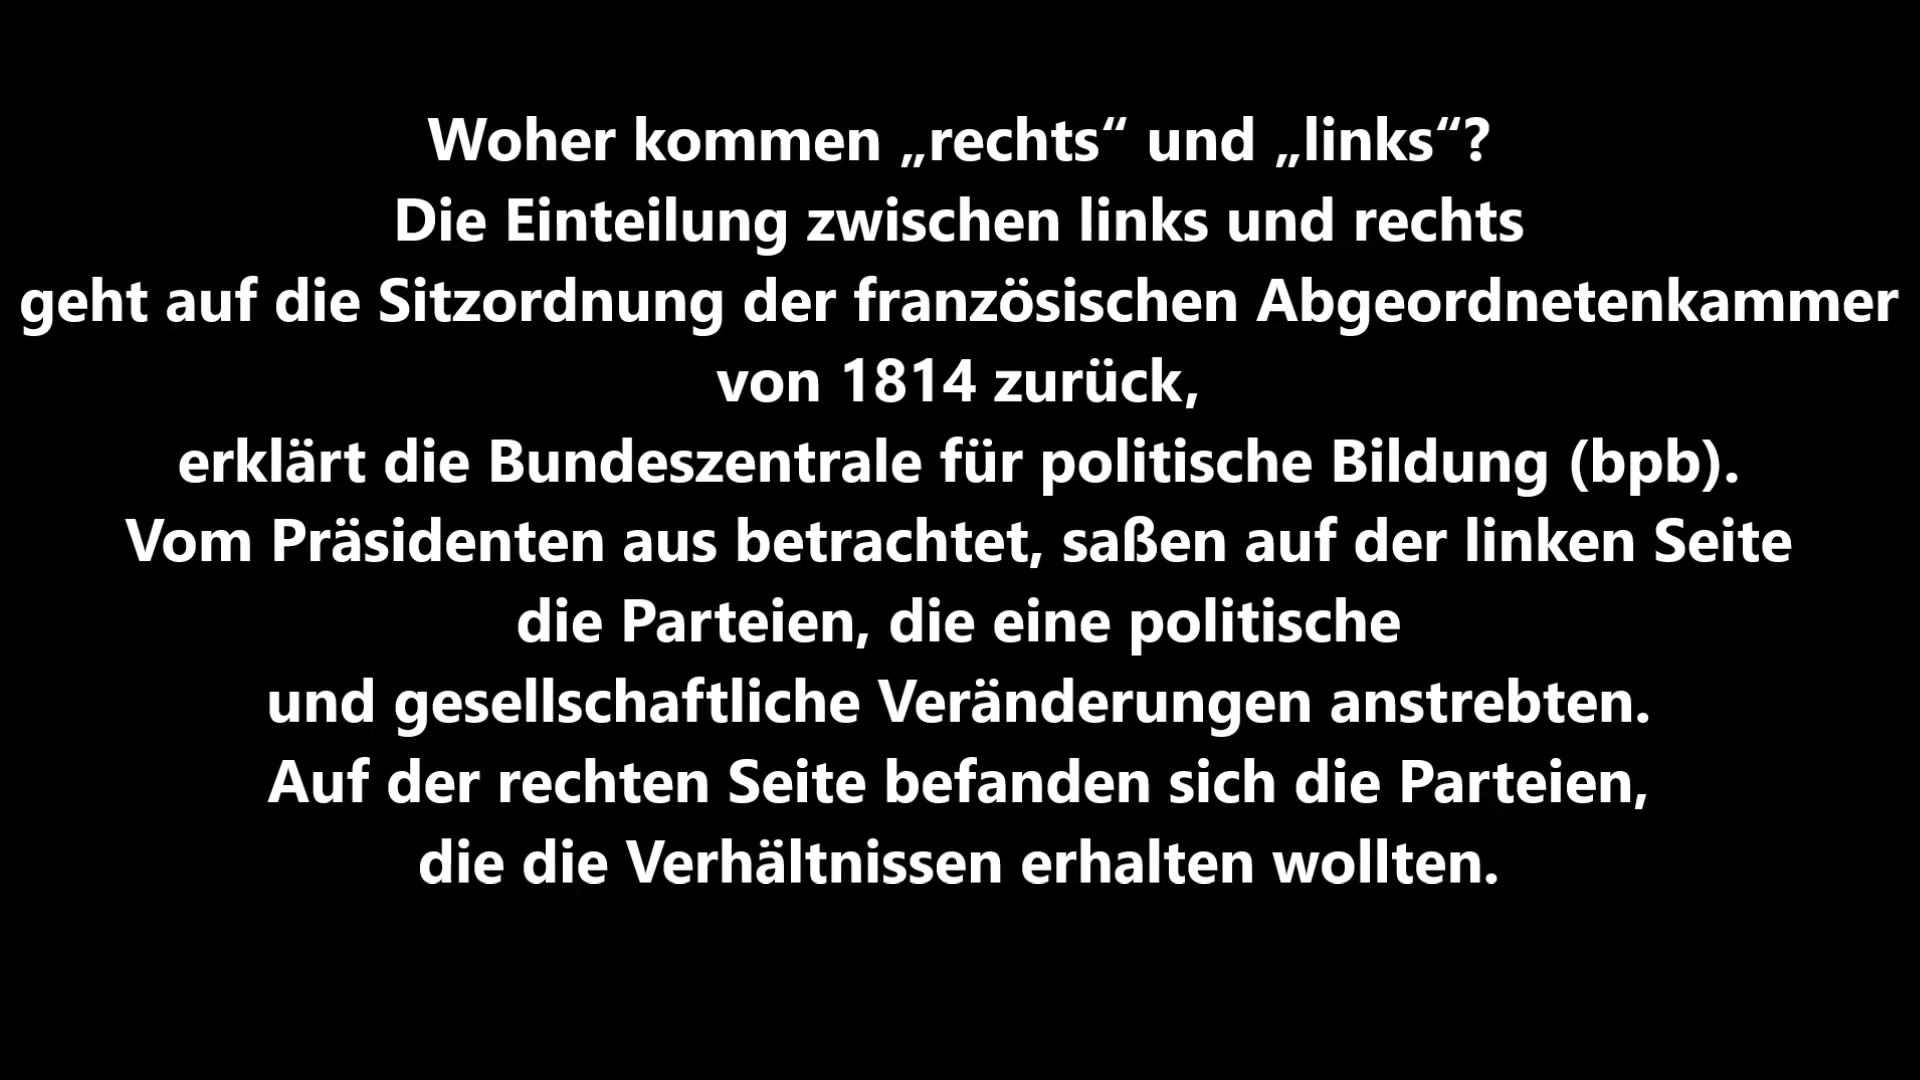 Woher kommen „rechts“ und „links“?
Die Einteilung zwischen links und rechts
geht auf die Sitzordnung der französischen Abgeordnetenkammer
von 1814 zurück,
erklärt die Bundeszentrale für politische Bildung (bpb).
Vom Präsidenten aus betrachtet, saßen auf der linken Seite
die Parteien, die eine politische
und gesellschaftliche Veränderungen anstrebten.
Auf der rechten Seite befanden sich die Parteien,
die die Verhältnissen erhalten wollten.